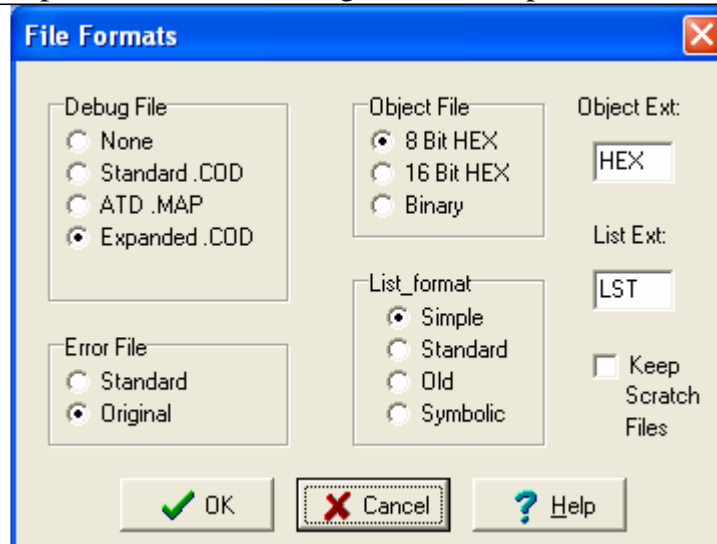 File Formats
Debug File
None
Standard .COD
ATD .MAP
Expanded .COD
Error File
Standard
Original
Object File
8 Bit HEX
16 Bit HEX
Binary
List_format
Simple
Standard
Old
Symbolic
Object Ext:
HEX
List Ext:
LST
Keep
Scratch
Files
OK
Cancel
Help